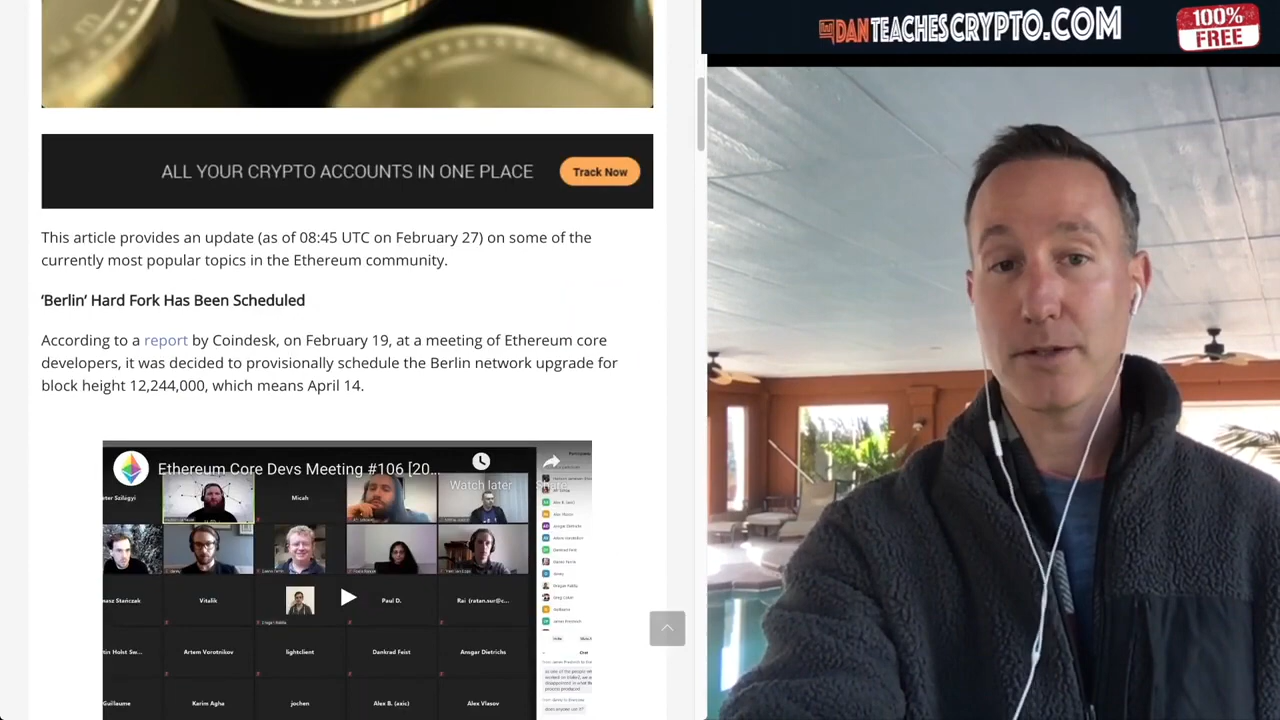 DANTEACHESCRYPTO.COM
100%
FREE
ALL YOUR CRYPTO ACCOUNTS IN ONE PLACE
Track Now
This article provides an update (as of 08:45 UTC on February 27) on some of the
currently most popular topics in the Ethereum community.
‘Berlin’ Hard Fork Has Been Scheduled
According to a report by Coindesk, on February 19, at a meeting of Ethereum core
developers, it was decided to provisionally schedule the Berlin network upgrade for
block height 12,244,000, which means April 14.
Ethereum Core Devs Meeting #106 [20...
Watch later
Share
Micah
Vitalik
Paul D.
Artem Vorotnikov
lightclient
Dankrad Feist
Ansgar Dietrichs
Guillaume
Karim Agha
jochen
Alex B. (axic)
Alex Vlasov